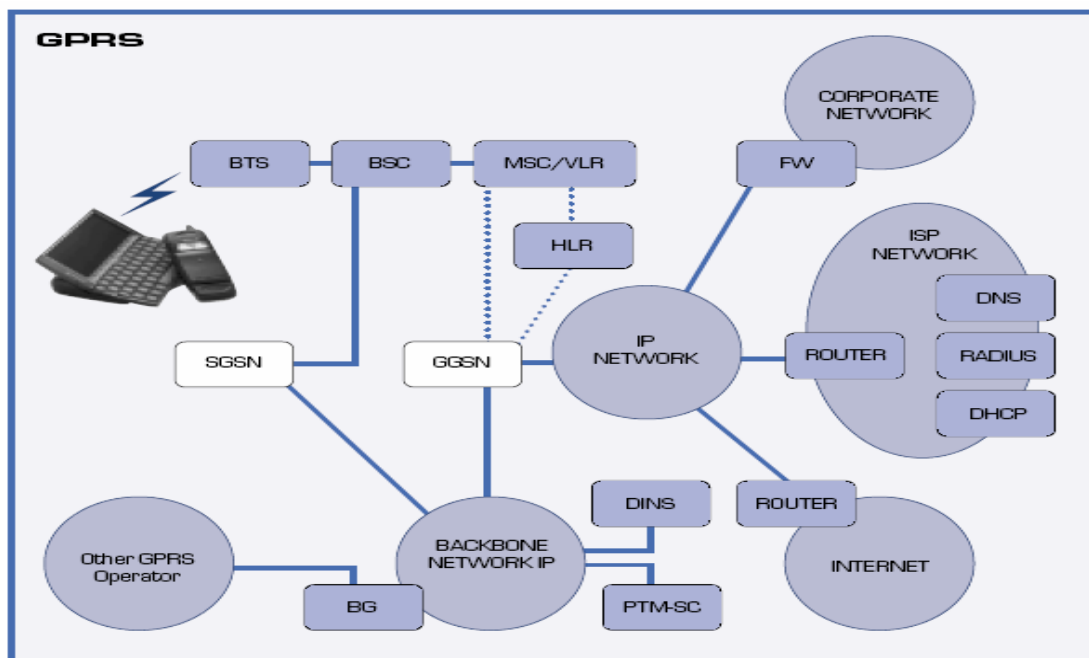 GPRS
CORPORATE
NETWORK
BTS
BSC
MSC/VLR
FW
HLR
ISP
NETWORK
DNS
SGSN
GGSN
IP
NETWORK
ROUTER
RADIUS
DHCP
DINS
ROUTER
Other GPRS
Operator
BACKBONE
NETWORK IP
INTERNET
BG
PTM-SC